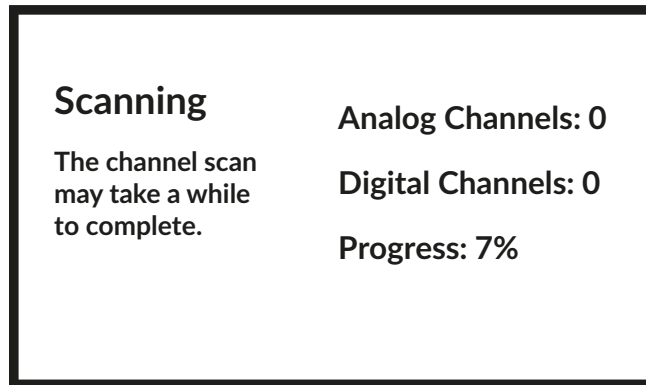 Scanning
The channel scan
may take a while
to complete.
Analog Channels: 0
Digital Channels: 0
Progress: 7%